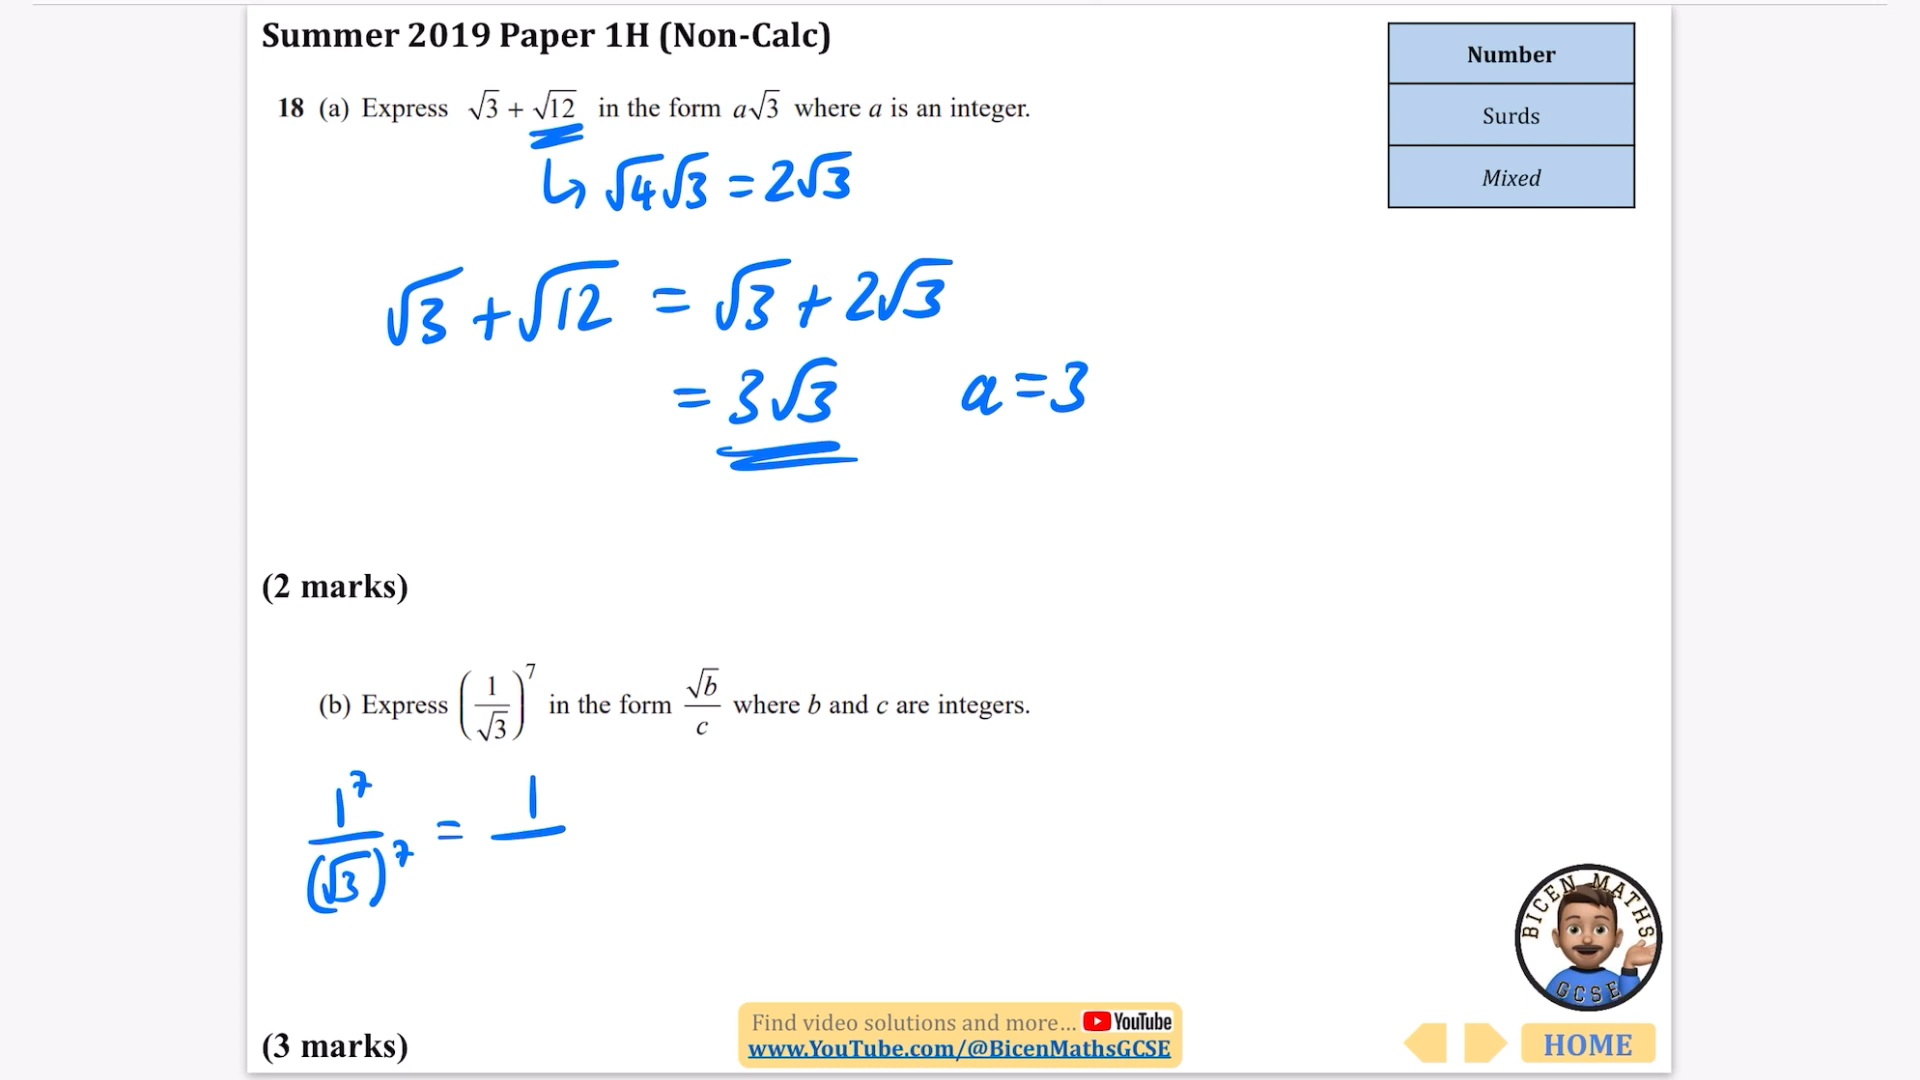 Summer 2019 Paper 1H (Non-Calc)
Number
Surds
Mixed
18 (a) Express √3 + √12 in the form a√3 where a is an integer.
↳ √4√3 = 2√3
√3 + √12 = √3 + 2√3
= 3√3 a = 3
(2 marks)
(b) Express (1/√3)^7 in the form √b/c where b and c are integers.
1^7/(√3)^7 = 1
BICEN MATHS
GCSE
(3 marks)
Find video solutions and more... YouTube
www.YouTube.com/@BicenMathsGCSE
HOME